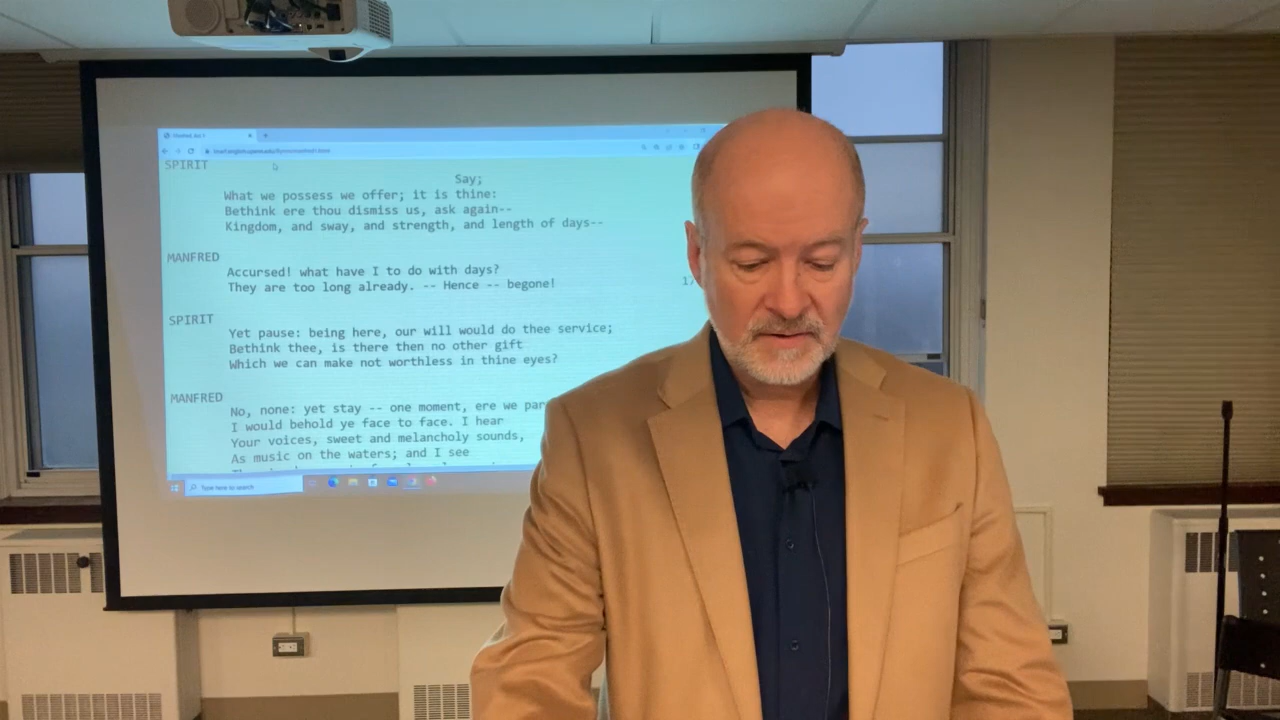 Manfred Act I
SPIRIT
Say;
What we possess we offer; it is thine:
Bethink ere thou dismiss us, ask again--
Kingdom, and sway, and strength, and length of days--
MANFRED
Accursed! what have I to do with days?
They are too long already. -- Hence -- begone!
17
SPIRIT
Yet pause: being here, our will would do thee service;
Bethink thee, is there then no other gift
Which we can make not worthless in thine eyes?
MANFRED
No, none: yet stay -- one moment, ere we par
I would behold ye face to face. I hear
Your voices, sweet and melancholy sounds,
As music on the waters; and I see
Type here to search